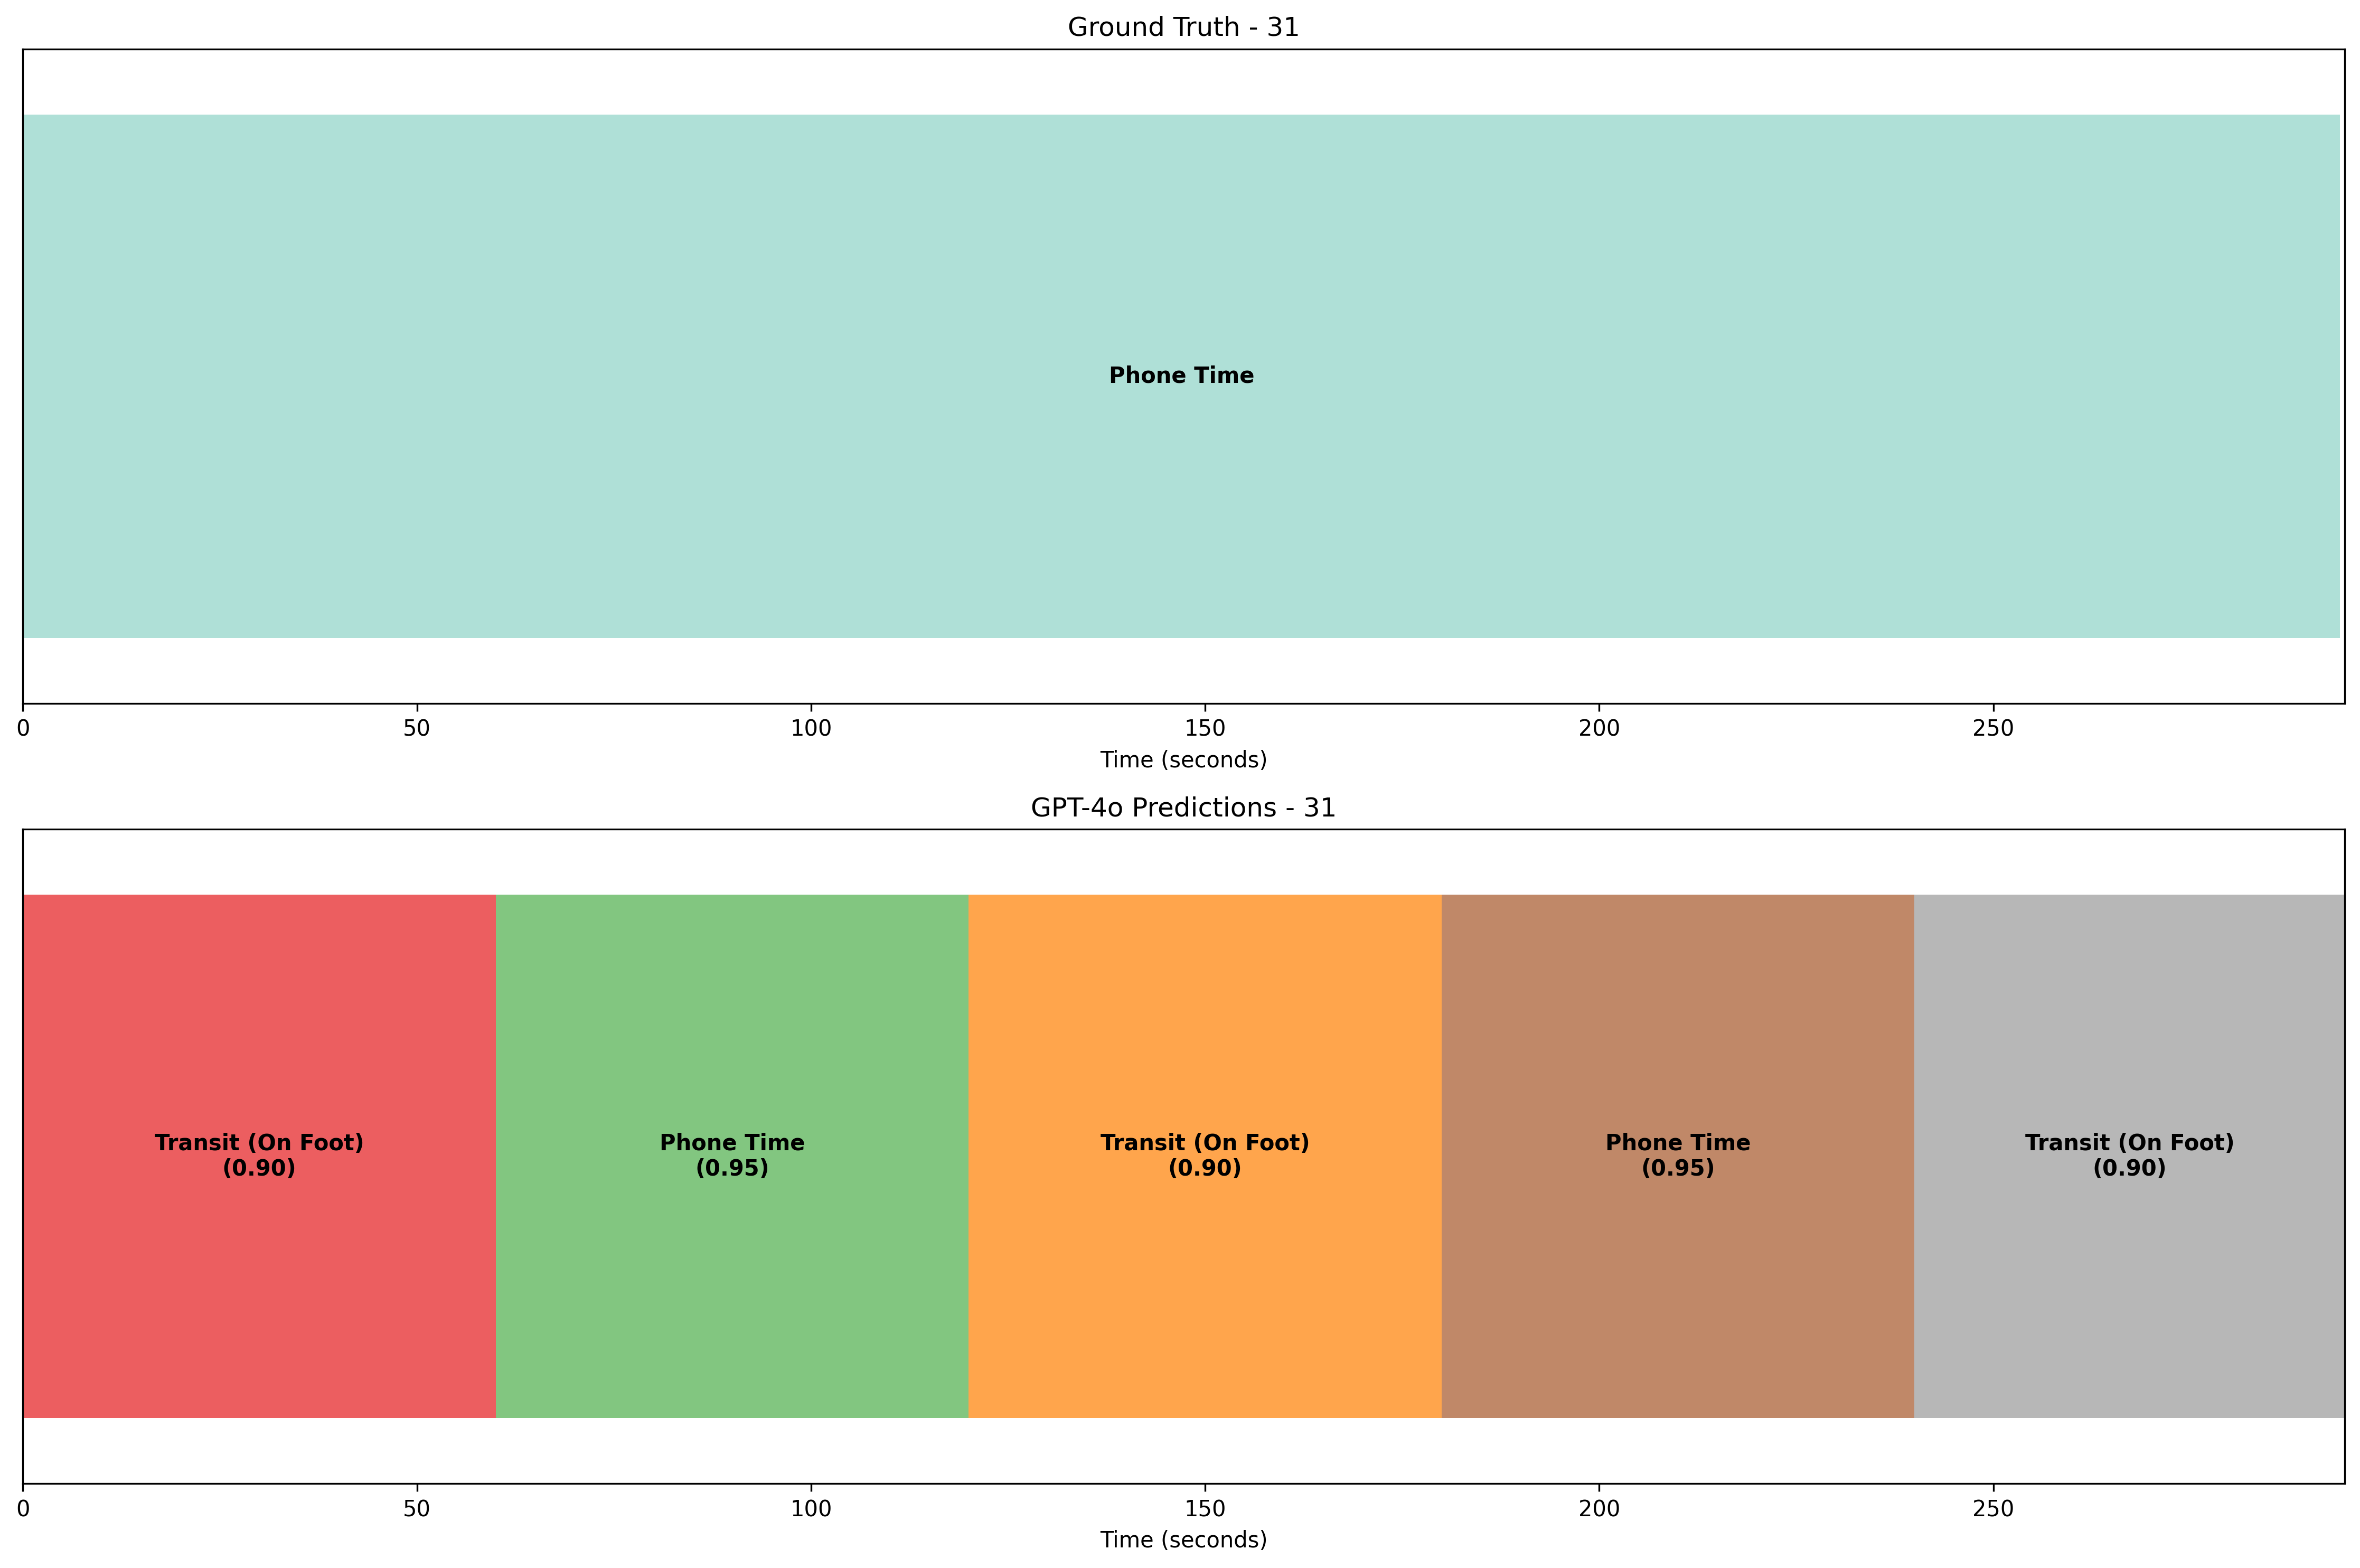 Ground Truth - 31
Phone Time
0 50 100 150 200 250
Time (seconds)
GPT-4o Predictions - 31
Transit (On Foot) Phone Time Transit (On Foot) Phone Time Transit (On Foot)
(0.90) (0.95) (0.90) (0.95) (0.90)
0 50 100 150 200 250
Time (seconds)